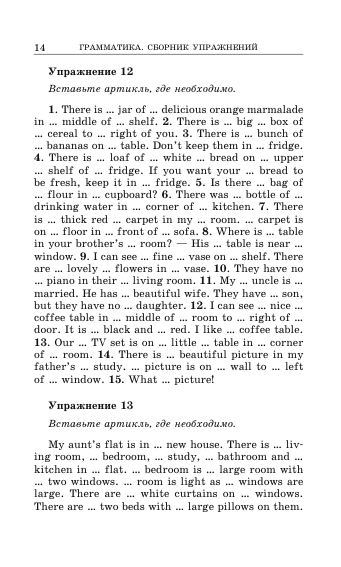 14 ГРАММАТИКА. СБОРНИК УПРАЖНЕНИЙ
Упражнение 12
Вставьте артикль, где необходимо.
1. There is ... jar of ... delicious orange marmalade
in ... middle of ... shelf. 2. There is ... big ... box of
... cereal to ... right of you. 3. There is ... bunch of
... bananas on ... table. Don't keep them in ... fridge.
4. There is ... loaf of ... white ... bread on ... upper
... shelf of ... fridge. If you want your ... bread to
be fresh, keep it in ... fridge. 5. Is there ... bag of
... flour in ... cupboard? 6. There was ... bottle of ...
drinking water in ... corner of ... kitchen. 7. There
is ... thick red ... carpet in my ... room. ... carpet is
on ... floor in ... front of ... sofa. 8. Where is ... table
in your brother's ... room? — His ... table is near ...
window. 9. I can see ... fine ... vase on ... shelf. There
are ... lovely ... flowers in ... vase. 10. They have no
... piano in their ... living room. 11. My ... uncle is ...
married. He has ... beautiful wife. They have ... son,
but they have no ... daughter. 12. I can see ... nice ...
coffee table in ... middle of ... room to ... right of ...
door. It is ... black and ... red. I like ... coffee table.
13. Our ... TV set is on ... little ... table in ... corner
of ... room. 14. There is ... beautiful picture in my
father's ... study. ... picture is on ... wall to ... left
of ... window. 15. What ... picture!
Упражнение 13
Вставьте артикль, где необходимо.
My aunt's flat is in ... new house. There is ... liv-
ing room, ... bedroom, ... study, ... bathroom and ...
kitchen in ... flat. ... bedroom is ... large room with
... two windows. ... room is light as ... windows are
large. There are ... white curtains on ... windows.
There are ... two beds with ... large pillows on them.